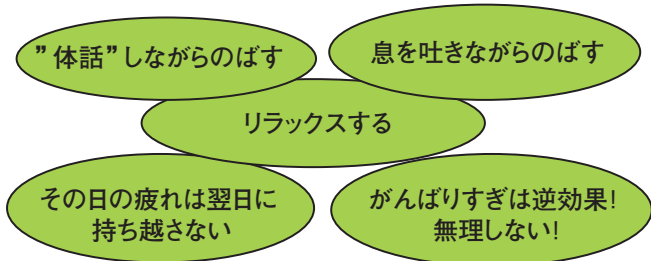 ”体話”しながらのばす
息を吐きながらのばす
リラックスする
その日の疲れは翌日に
持ち越さない
がんばりすぎは逆効果!
無理しない!